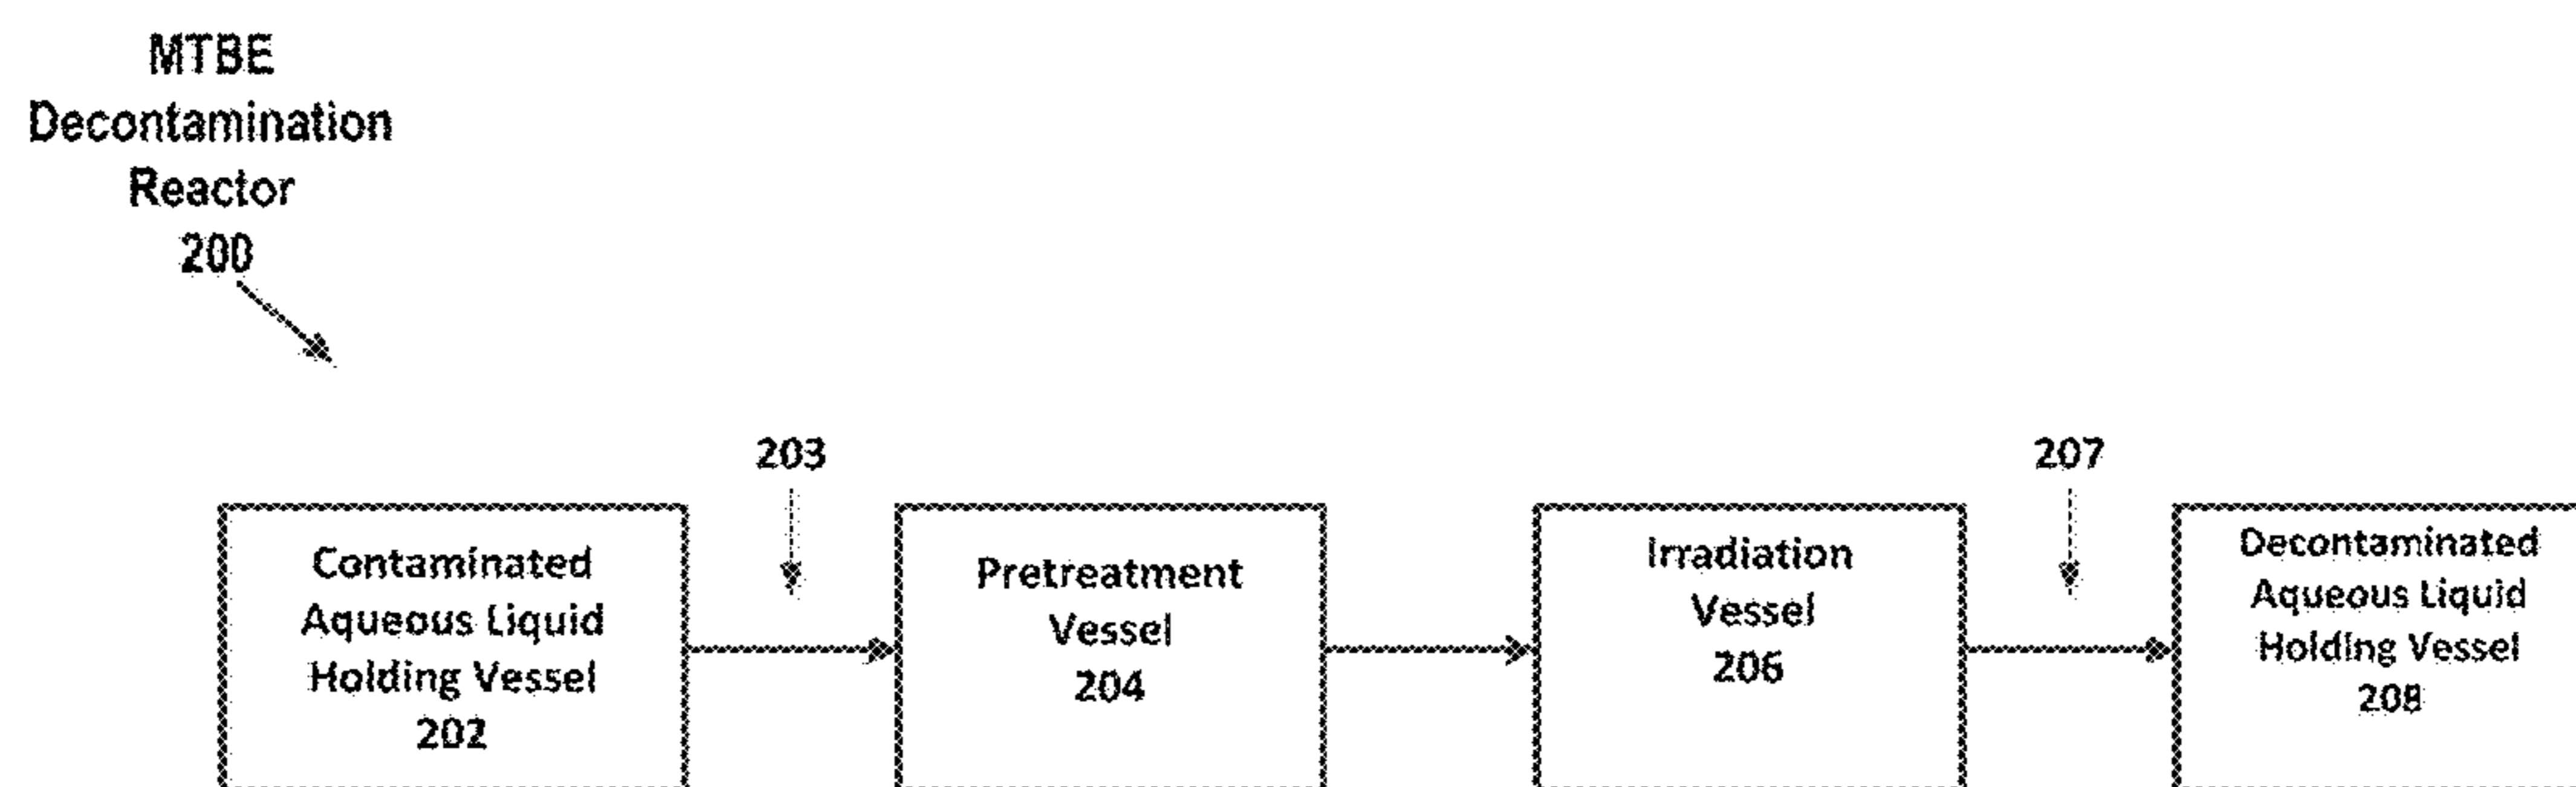 MTBE
Decontamination
Reactor
200
203
207
Contaminated
Aqueous Liquid
Holding Vessel
202
Pretreatment
Vessel
204
Irradiation
Vessel
206
Decontaminated
Aqueous Liquid
Holding Vessel
208